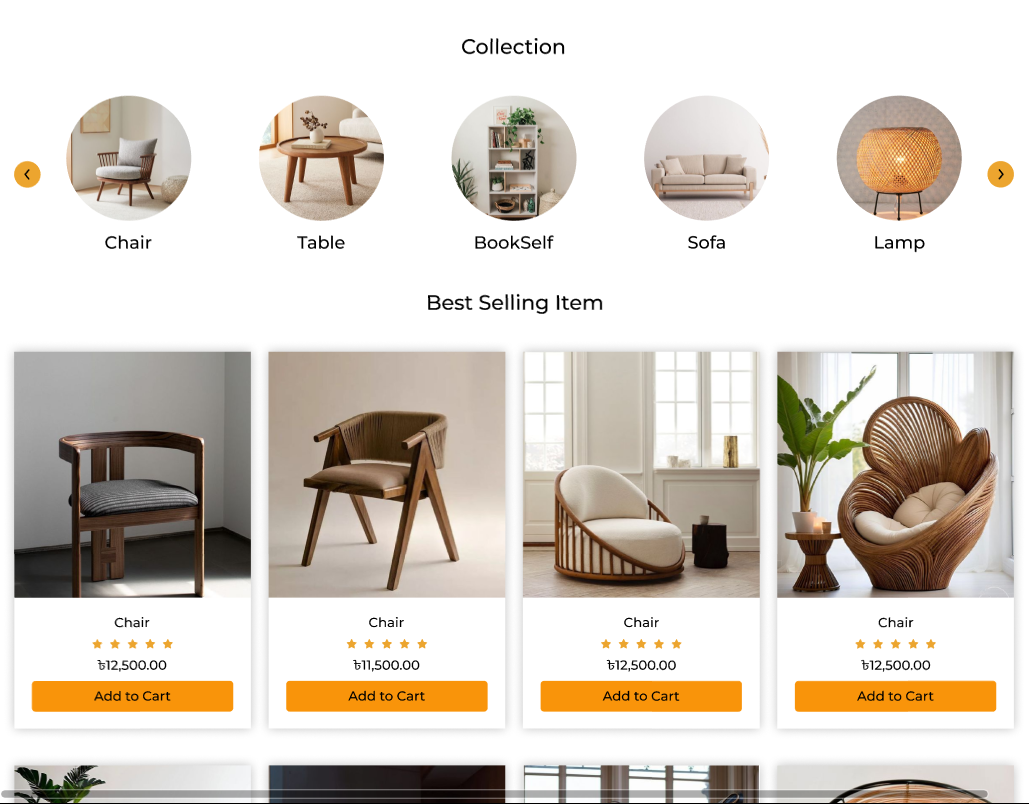 Collection
Chair
Table
BookSelf
Sofa
Lamp
Best Selling Item
Chair
৳12,500.00
Add to Cart
Chair
৳11,500.00
Add to Cart
Chair
৳12,500.00
Add to Cart
Chair
৳12,500.00
Add to Cart